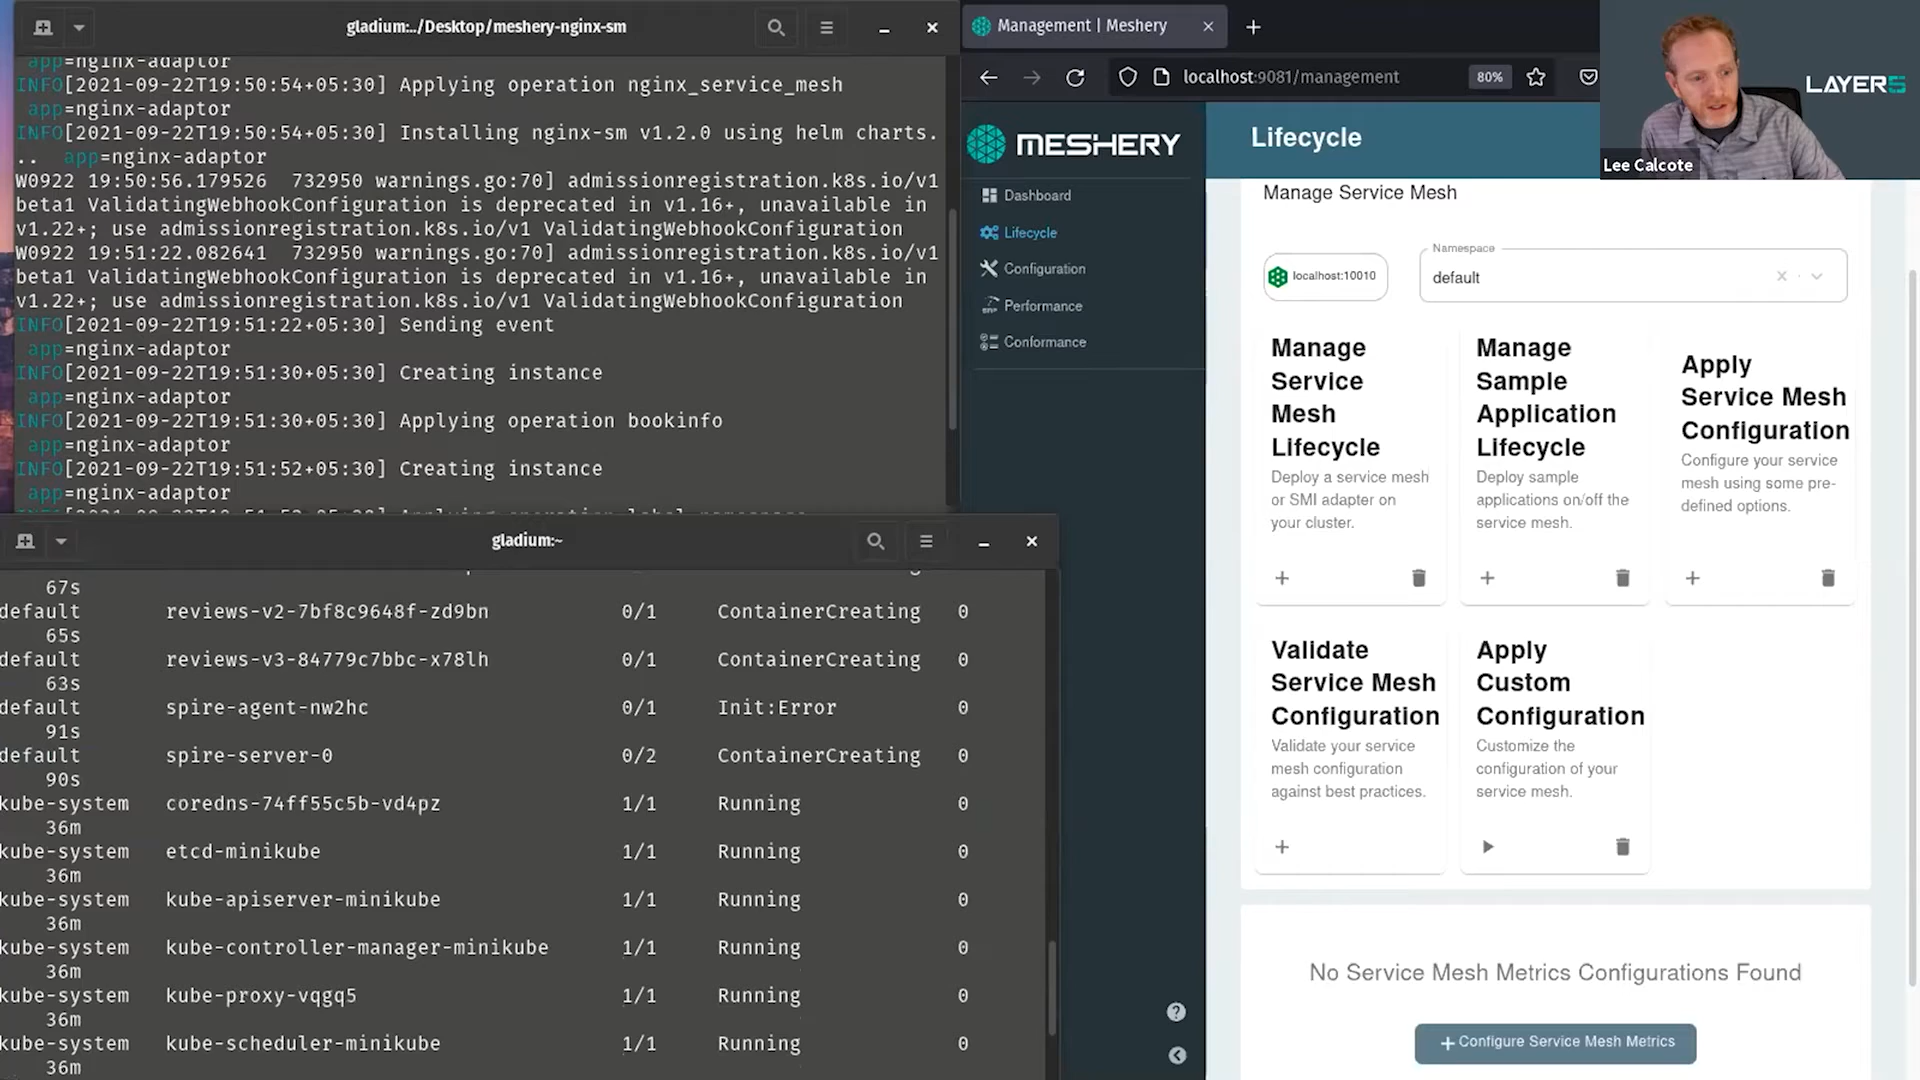 gladium:../Desktop/meshery-nginx-sm
app=nginx-adaptor
INFO[2021-09-22T19:50:54+05:30] Applying operation nginx_service_mesh
app=nginx-adaptor
INFO[2021-09-22T19:50:54+05:30] Installing nginx-sm v1.2.0 using helm charts.
..  app=nginx-adaptor
W0922 19:50:56.179526  732950 warnings.go:70] admissionregistration.k8s.io/v1
beta1 ValidatingWebhookConfiguration is deprecated in v1.16+, unavailable in
v1.22+; use admissionregistration.k8s.io/v1 ValidatingWebhookConfiguration
W0922 19:51:22.082641  732950 warnings.go:70] admissionregistration.k8s.io/v1
beta1 ValidatingWebhookConfiguration is deprecated in v1.16+, unavailable in
v1.22+; use admissionregistration.k8s.io/v1 ValidatingWebhookConfiguration
INFO[2021-09-22T19:51:22+05:30] Sending event
app=nginx-adaptor
INFO[2021-09-22T19:51:30+05:30] Creating instance
app=nginx-adaptor
INFO[2021-09-22T19:51:30+05:30] Applying operation bookinfo
app=nginx-adaptor
INFO[2021-09-22T19:51:52+05:30] Creating instance
app=nginx-adaptor
gladium:~
67s
default reviews-v2-7bf8c9648f-zd9bn 0/1 ContainerCreating 0
65s
default reviews-v3-84779c7bbc-x78lh 0/1 ContainerCreating 0
63s
default spire-agent-nw2hc 0/1 Init:Error 0
91s
default spire-server-0 0/2 ContainerCreating 0
90s
kube-system coredns-74ff55c5b-vd4pz 1/1 Running 0
36m
kube-system etcd-minikube 1/1 Running 0
36m
kube-system kube-apiserver-minikube 1/1 Running 0
36m
kube-system kube-controller-manager-minikube 1/1 Running 0
36m
kube-system kube-proxy-vqgq5 1/1 Running 0
36m
kube-system kube-scheduler-minikube 1/1 Running 0
36m
Management | Meshery
localhost:9081/management
80%
LAYER5
Lee Calcote
MESHERY
Dashboard
Lifecycle
Configuration
Performance
Conformance
Lifecycle
Manage Service Mesh
localhost:10010
Namespace
default
Manage
Service
Mesh
Lifecycle
Deploy a service mesh
or SMI adapter on
your cluster.
Manage
Sample
Application
Lifecycle
Deploy sample
applications on/off the
service mesh.
Apply
Service Mesh
Configuration
Configure your service
mesh using some pre-
defined options.
Validate
Service Mesh
Configuration
Validate your service
mesh configuration
against best practices.
Apply
Custom
Configuration
Customize the
configuration of your
service mesh.
No Service Mesh Metrics Configurations Found
+ Configure Service Mesh Metrics